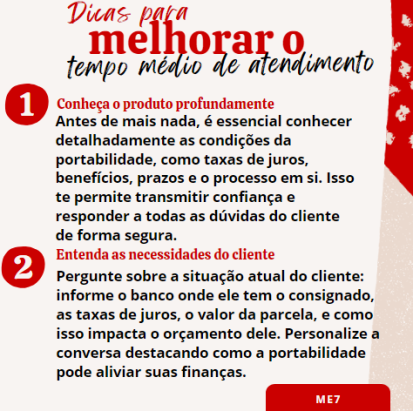 Dicas para
melhorar o
tempo médio de atendimento
1
Conheça o produto profundamente
Antes de mais nada, é essencial conhecer
detalhadamente as condições da
portabilidade, como taxas de juros,
benefícios, prazos e o processo em si. Isso
te permite transmitir confiança e
responder a todas as dúvidas do cliente
de forma segura.
2
Entenda as necessidades do cliente
Pergunte sobre a situação atual do cliente:
informe o banco onde ele tem o consignado,
as taxas de juros, o valor da parcela, e como
isso impacta o orçamento dele. Personalize a
conversa destacando como a portabilidade
pode aliviar suas finanças.
ME7